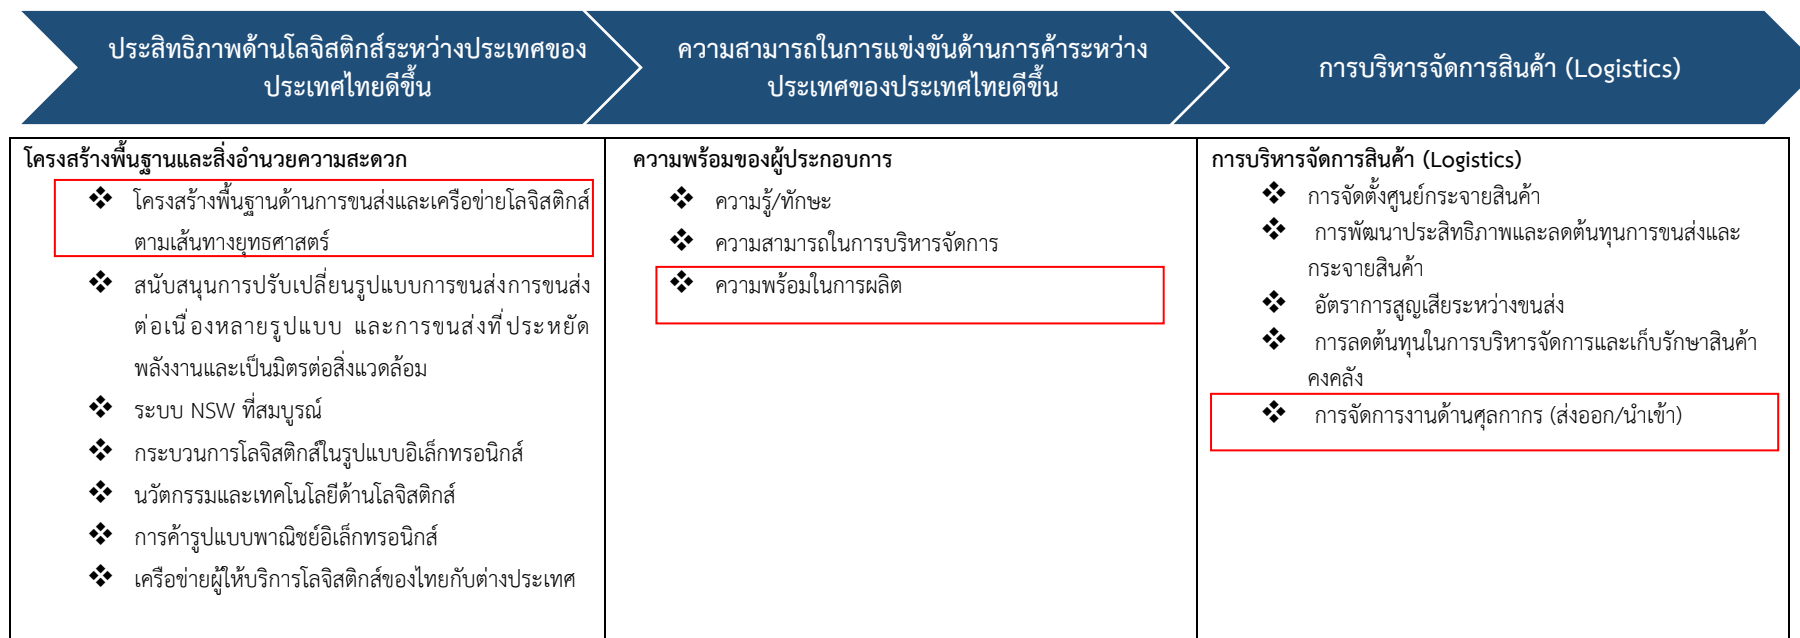 ประสิทธิภาพด้านโลจิสติกส์ระหว่างประเทศของ
ประเทศไทยดีขึ้น
ความสามารถในการแข่งขันด้านการค้าระหว่าง
ประเทศของประเทศไทยดีขึ้น
การบริหารจัดการสินค้า (Logistics)
โครงสร้างพื้นฐานและสิ่งอำนวยความสะดวก
❖ โครงสร้างพื้นฐานด้านการขนส่งและเครือข่ายโลจิสติกส์
ตามเส้นทางยุทธศาสตร์
❖ สนับสนุนการปรับเปลี่ยนรูปแบบการขนส่งการขนส่ง
ต่อเนื่องหลายรูปแบบ และการขนส่งที่ประหยัด
พลังงานและเป็นมิตรต่อสิ่งแวดล้อม
❖ ระบบ NSW ที่สมบูรณ์
❖ กระบวนการโลจิสติกส์ในรูปแบบอิเล็กทรอนิกส์
❖ นวัตกรรมและเทคโนโลยีด้านโลจิสติกส์
❖ การค้ารูปแบบพาณิชย์อิเล็กทรอนิกส์
❖ เครือข่ายผู้ให้บริการโลจิสติกส์ของไทยกับต่างประเทศ
ความพร้อมของผู้ประกอบการ
❖ ความรู้/ทักษะ
❖ ความสามารถในการบริหารจัดการ
❖ ความพร้อมในการผลิต
การบริหารจัดการสินค้า (Logistics)
❖ การจัดตั้งศูนย์กระจายสินค้า
❖ การพัฒนาประสิทธิภาพและลดต้นทุนการขนส่งและ
กระจายสินค้า
❖ อัตราการสูญเสียระหว่างขนส่ง
❖ การลดต้นทุนในการบริหารจัดการและเก็บรักษาสินค้า
คงคลัง
❖ การจัดการงานด้านศุลกากร (ส่งออก/นำเข้า)